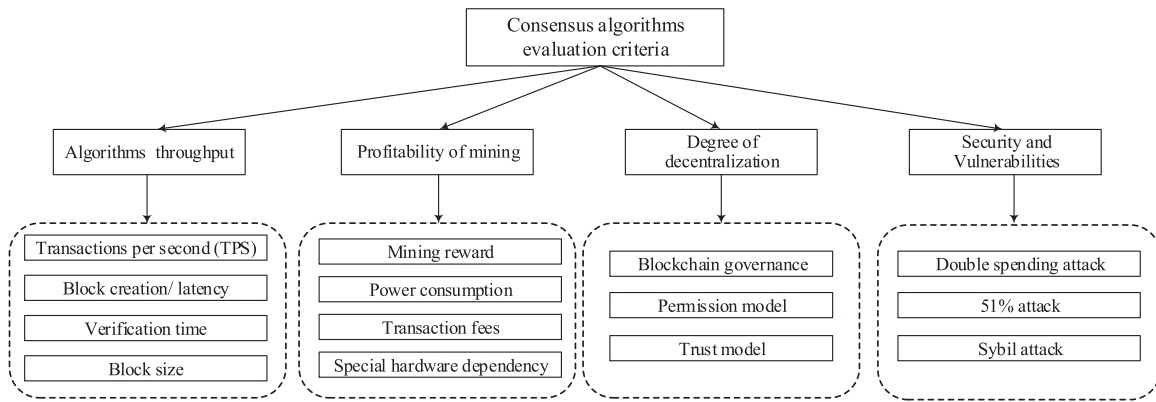 Consensus algorithms
evaluation criteria
Algorithms throughput
Profitability of mining
Degree of
decentralization
Security and
Vulnerabilities
Transactions per second (TPS)
Block creation/ latency
Verification time
Block size
Mining reward
Power consumption
Transaction fees
Special hardware dependency
Blockchain governance
Permission model
Trust model
Double spending attack
51% attack
Sybil attack